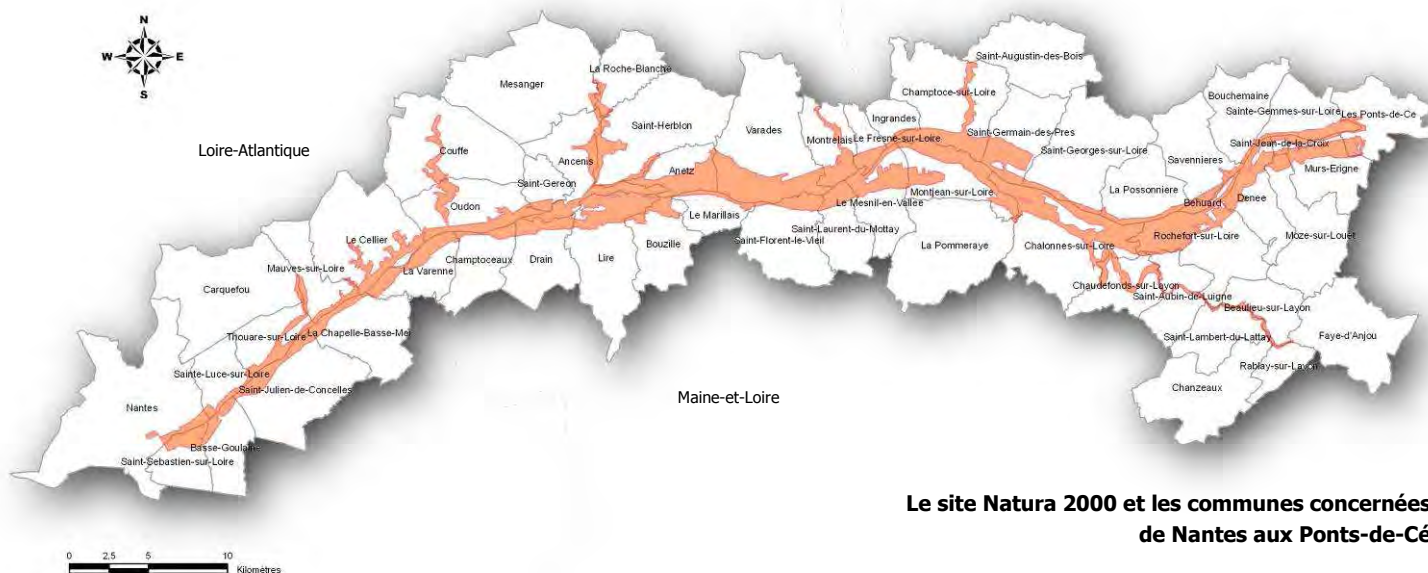 N
W E
S
Saint-Augustin-des-Bois
La Roche-Blanche
Mesanger
Champtoce-sur-Loire
Bouchemaine
Sainte-Gemmes-sur-Loire
Les Ponts-de-Ce
Ingrandes
Saint-Herblon
Varades
Montrelais
Le Fresne-sur-Loire
Saint-Germain-des-Pres
Saint-Jean-de-la-Croix
Loire-Atlantique
Couffe
Saint-Georges-sur-Loire
Ancenis
Savennieres
Murs-Erigne
Anetz
Saint-Gereon
La Possonniere
Montjean-sur-Loire
Behuard
Denee
Oudon
Le Mesnil-en-Vallee
Le Marillais
Saint-Laurent-du-Mottay
Le Cellier
Saint-Florent-le-Vieil
Rochefort-sur-Loire
Moze-sur-Louet
Bouzille
La Pommeraye
Chalonnes-sur-Loire
Lire
Drain
Champtoceaux
Mauves-sur-Loire
La Varenne
Carquefou
Chaudefonds-sur-Layon
Saint-Aubin-de-Luigne
Beaulieu-sur-Layon
La Chapelle-Basse-Mer
Thouare-sur-Loire
Saint-Lambert-du-Lattay
Faye-d'Anjou
Rablay-sur-Layon
Sainte-Luce-sur-Loire
Saint-Julien-de-Concelles
Chanzeaux
Maine-et-Loire
Nantes
Basse-Goulaine
Saint-Sebastien-sur-Loire
Le site Natura 2000 et les communes concernées
de Nantes aux Ponts-de-Cé
0 2,5 5 10
Kilomètres